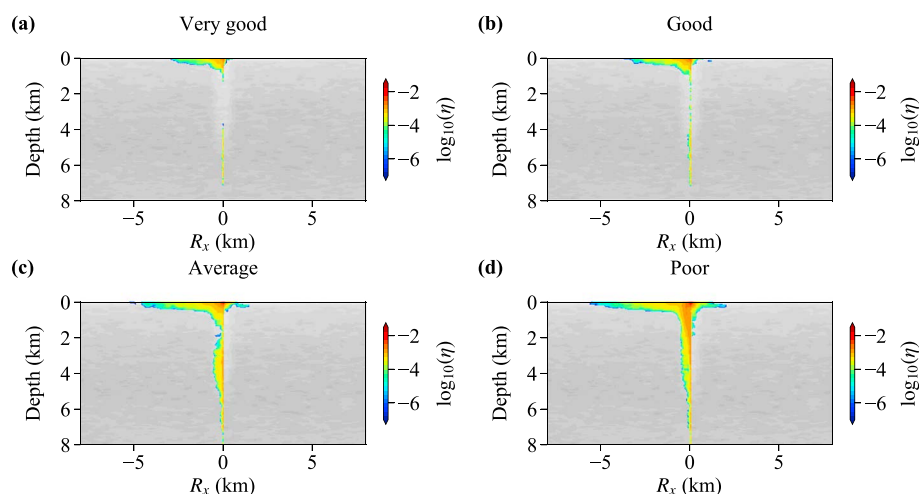 (a) Very good
0
2
4
6
8
Depth (km)
−5 0 5
Rₓ (km)
−2
−4
−6
log₁₀(η)
(b) Good
0
2
4
6
8
Depth (km)
−5 0 5
Rₓ (km)
−2
−4
−6
log₁₀(η)
(c) Average
0
2
4
6
8
Depth (km)
−5 0 5
Rₓ (km)
−2
−4
−6
log₁₀(η)
(d) Poor
0
2
4
6
8
Depth (km)
−5 0 5
Rₓ (km)
−2
−4
−6
log₁₀(η)